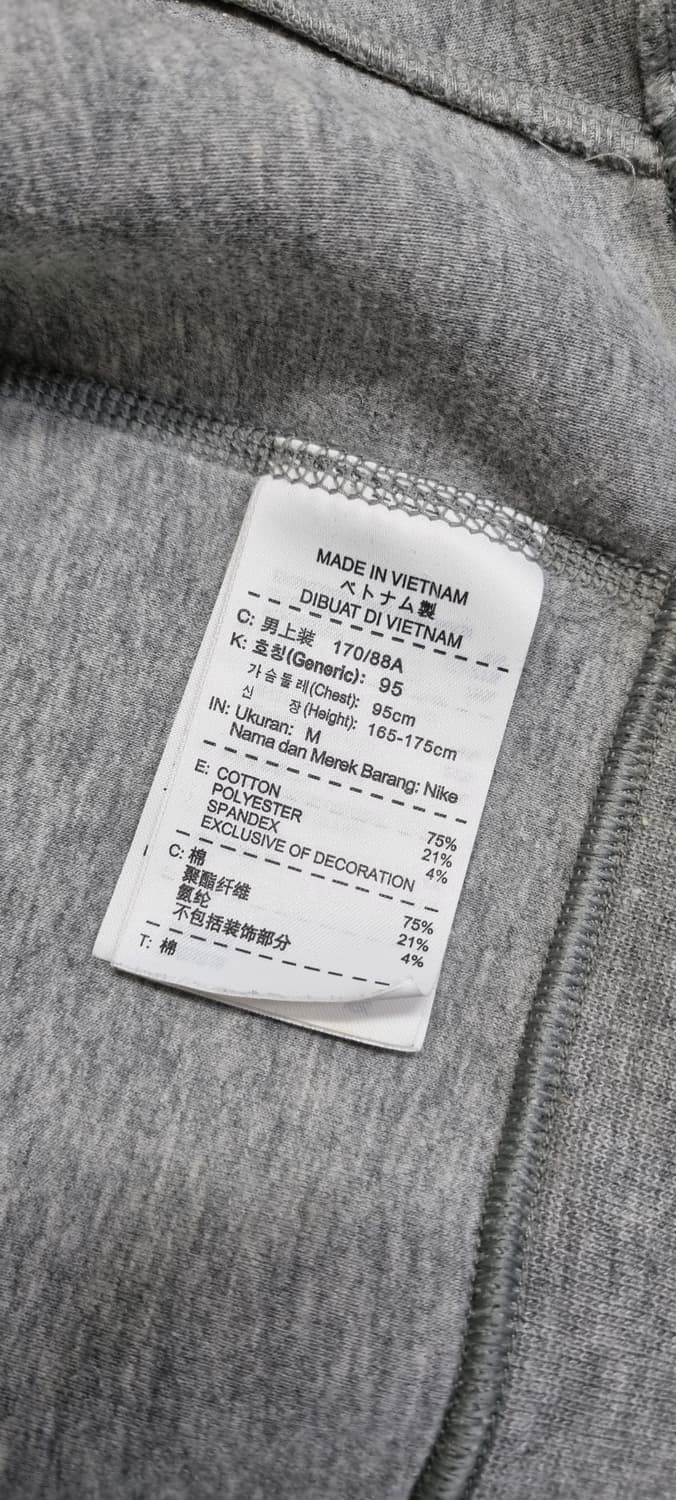 MADE IN VIETNAM
ベトナム製
DIBUAT DI VIETNAM
C: 男上装 170/88A
K: 호칭(Generic): 95
가슴둘레(Chest): 95cm
신 장(Height): 165-175cm
IN: Ukuran: M
Nama dan Merek Barang: Nike
E: COTTON 75%
POLYESTER 21%
SPANDEX 4%
EXCLUSIVE OF DECORATION
C: 棉 75%
聚酯纤维 21%
氨纶 4%
不包括装饰部分
T: 棉